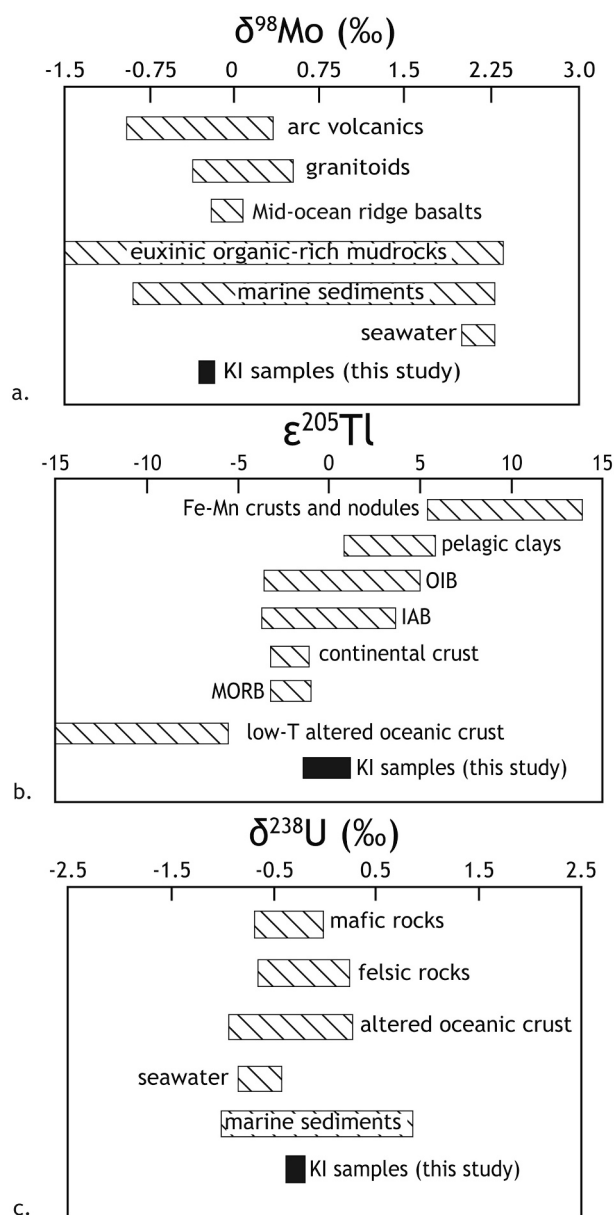 δ⁹⁸Mo (‰)
-1.5 -0.75 0 0.75 1.5 2.25 3.0
arc volcanics
granitoids
Mid-ocean ridge basalts
euxinic organic-rich mudrocks
marine sediments
seawater
KI samples (this study)
a.
ε²⁰⁵Tl
-15 -10 -5 0 5 10 15
Fe-Mn crusts and nodules
pelagic clays
OIB
IAB
continental crust
MORB
low-T altered oceanic crust
KI samples (this study)
b.
δ²³⁸U (‰)
-2.5 -1.5 -0.5 0.5 1.5 2.5
mafic rocks
felsic rocks
altered oceanic crust
seawater
marine sediments
KI samples (this study)
c.